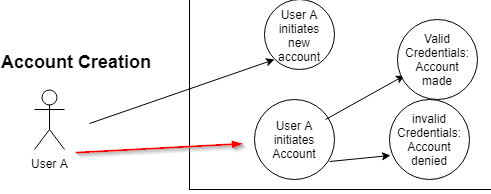 User A
initiates
new
account
Valid
Credentials:
Account
made
Account Creation
User A
initiates
Account
invalid
Credentials:
Account
denied
User A